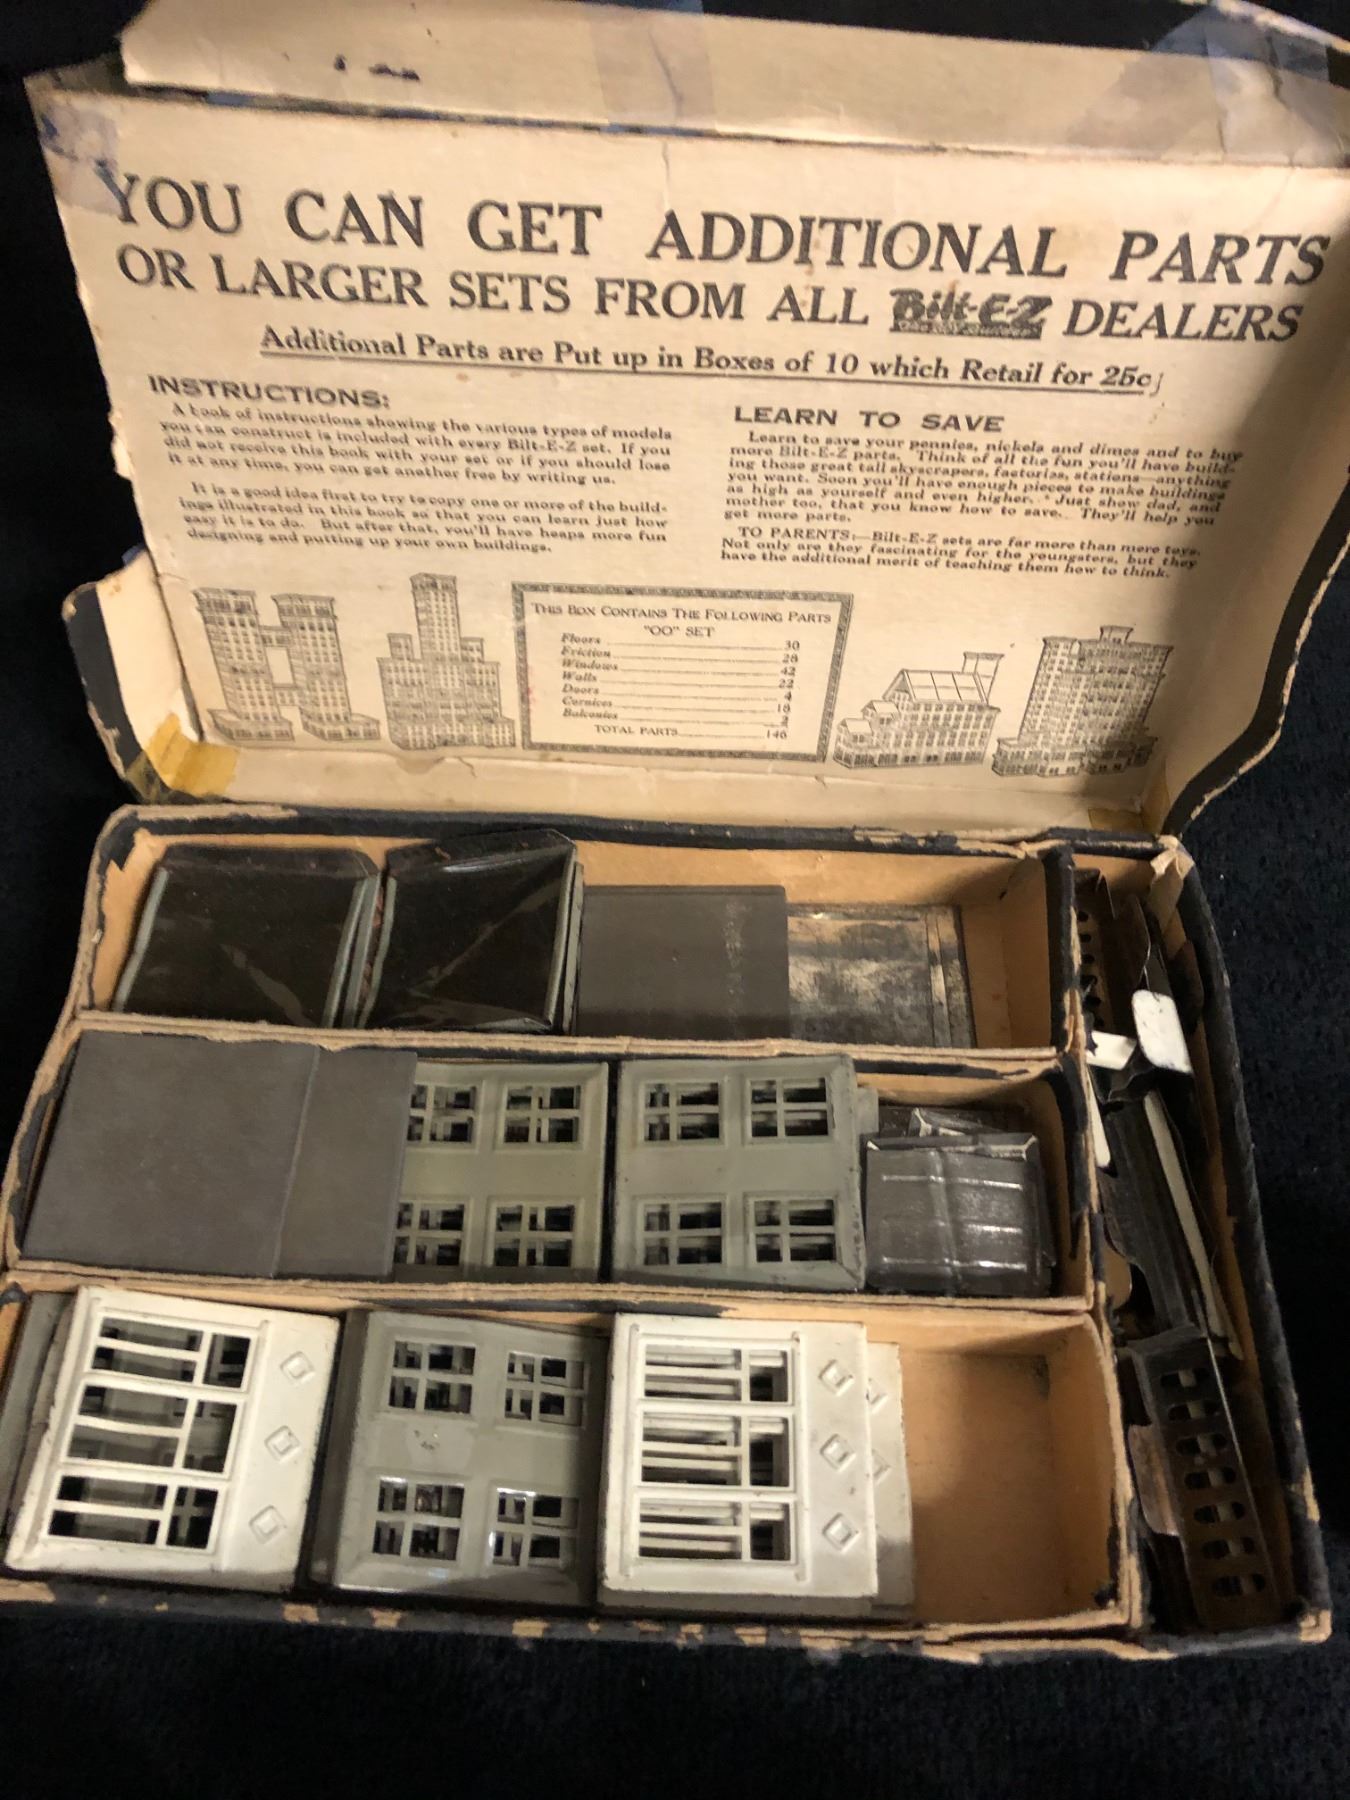 YOU CAN GET ADDITIONAL PARTS
OR LARGER SETS FROM ALL Bilt-E-Z DEALERS
Additional Parts are Put up in Boxes of 10 which Retail for 25c
INSTRUCTIONS:
A book of instructions showing the various types of models
you can construct is included with every Bilt-E-Z set. If you
did not receive this book with your set or if you should lose
it at any time, you can get another free by writing us.
It is a good idea first to try to copy one or more of the build-
ings illustrated in this book so that you can learn just how
easy it is to do. But after that, you'll have heaps more fun
designing and putting up your own buildings.
LEARN TO SAVE
Learn to save your pennies, nickels and dimes and to buy
more Bilt-E-Z parts. Think of all the fun you'll have build-
ing those great tall skyscrapers, factories, stations—anything
you want. Soon you'll have enough pieces to make buildings
as high as yourself and even higher. Just show dad, and
mother too, that you know how to save. They'll help you
get more parts.
TO PARENTS:—Bilt-E-Z sets are far more than mere toys.
Not only are they fascinating for the youngsters, but they
have the additional merit of teaching them how to think.
THIS BOX CONTAINS THE FOLLOWING PARTS
"OO" SET
Floors 30
Friction 28
Windows 42
Walls 22
Doors 4
Cornices 18
Balconies 2
TOTAL PARTS 146